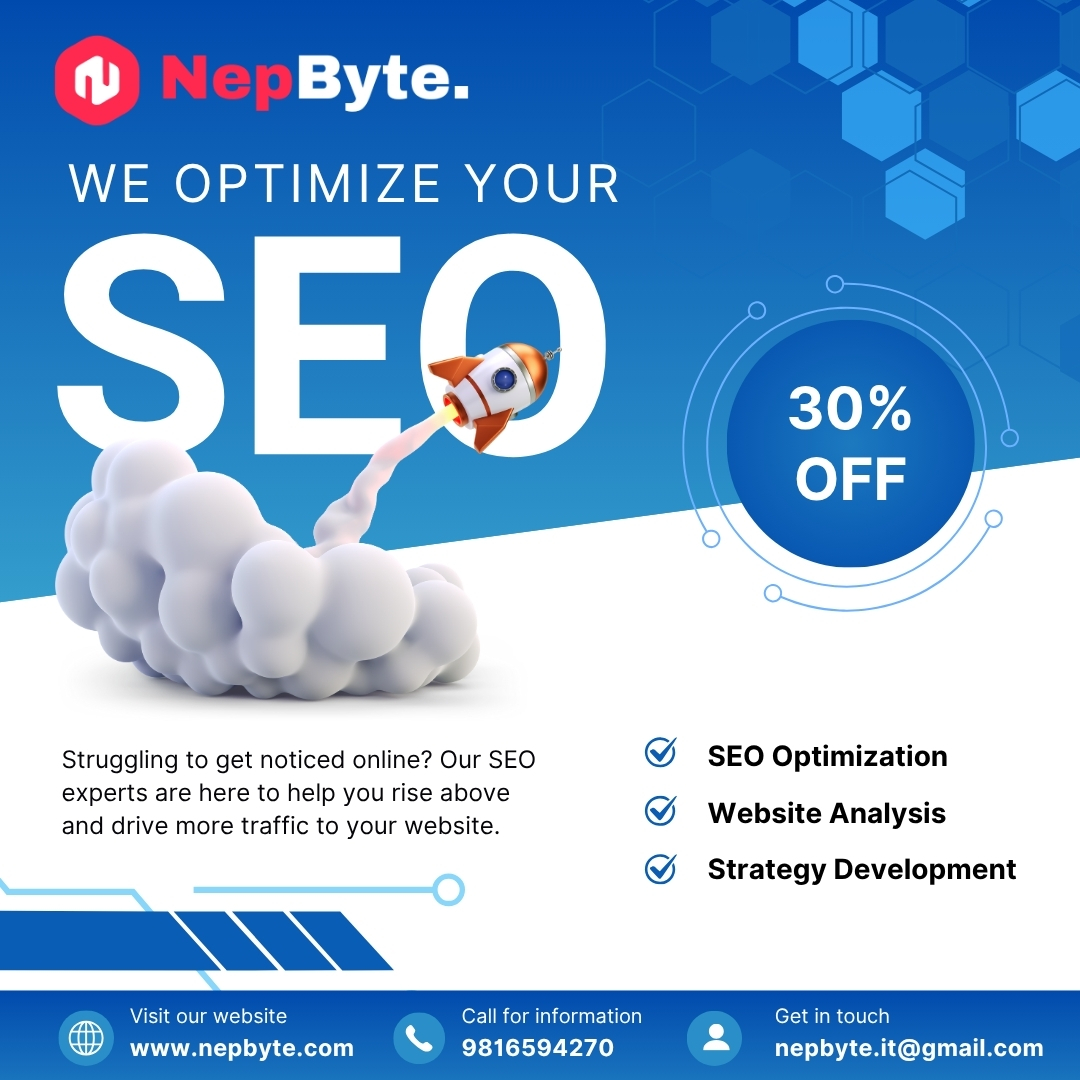 NepByte.
WE OPTIMIZE YOUR
SEO
30%
OFF
Struggling to get noticed online? Our SEO
experts are here to help you rise above
and drive more traffic to your website.
SEO Optimization
Website Analysis
Strategy Development
Visit our website
www.nepbyte.com
Call for information
9816594270
Get in touch
nepbyte.it@gmail.com